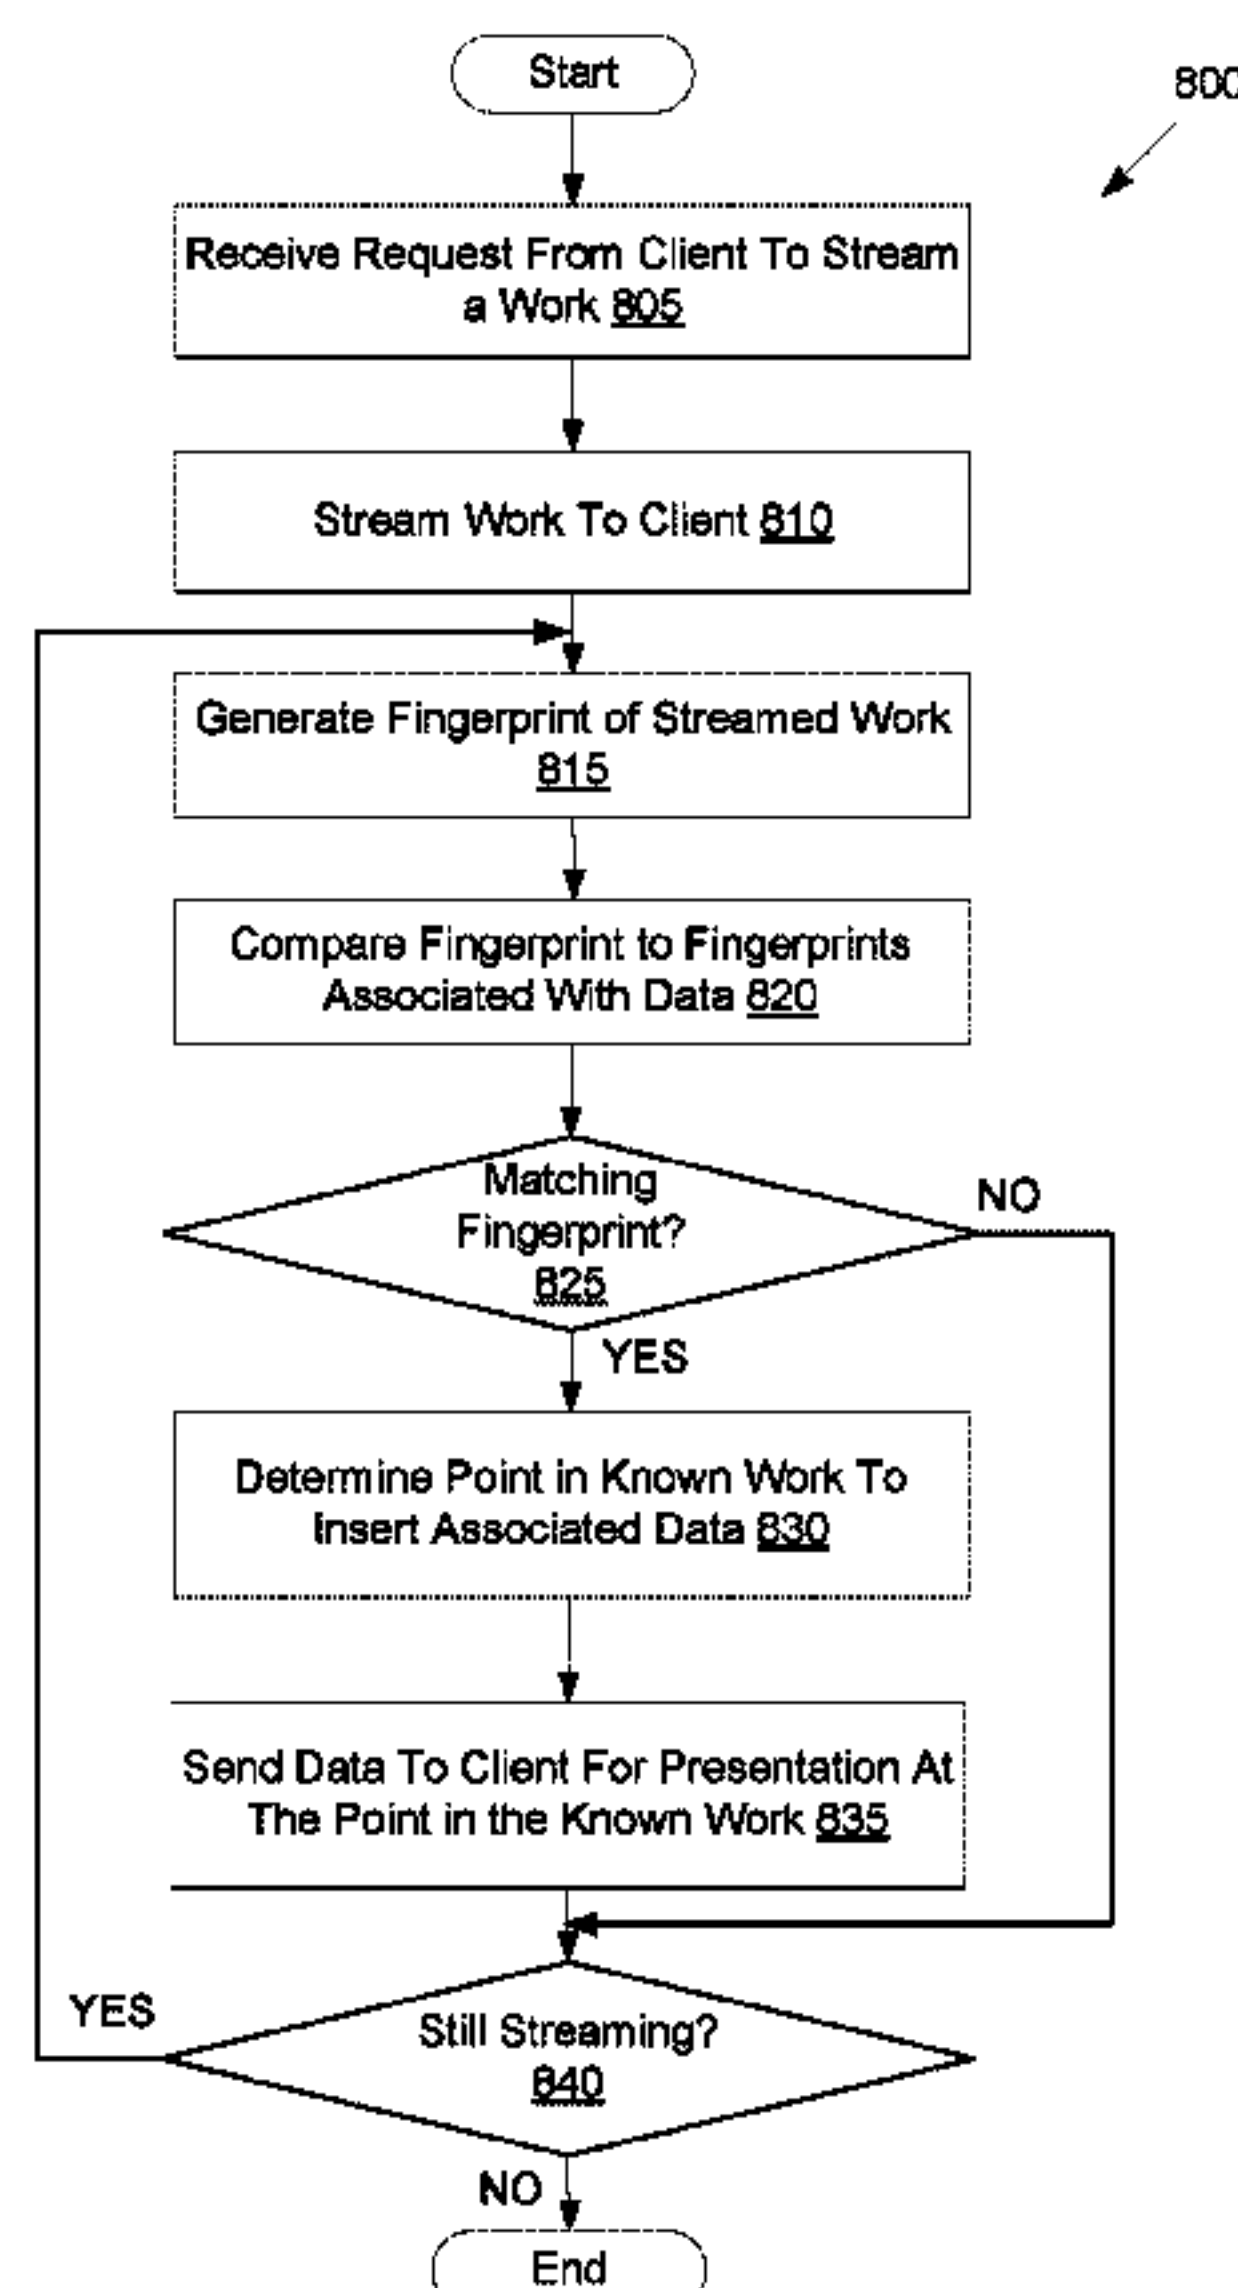 Start
800
Receive Request From Client To Stream
a Work 805
Stream Work To Client 810
Generate Fingerprint of Streamed Work
815
Compare Fingerprint to Fingerprints
Associated With Data 820
Matching
Fingerprint?
825
NO
YES
Determine Point in Known Work To
Insert Associated Data 830
Send Data To Client For Presentation At
The Point in the Known Work 835
YES
Still Streaming?
840
NO
End